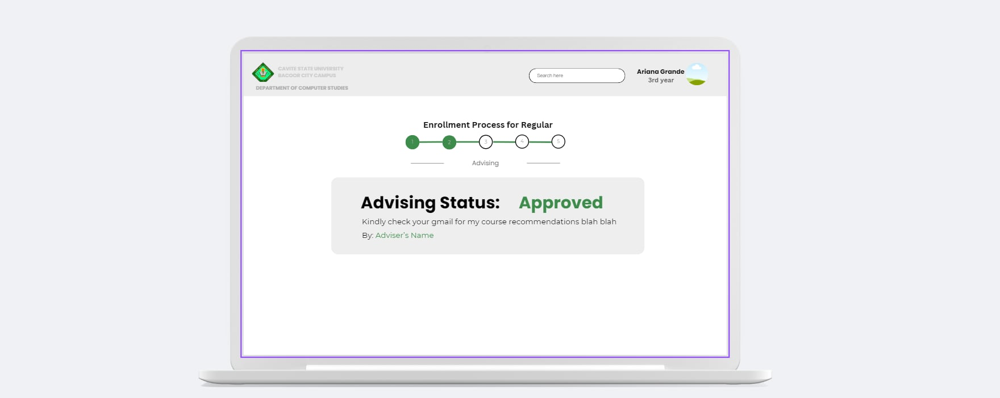 CAVITE STATE UNIVERSITY
BACOOR CITY CAMPUS
DEPARTMENT OF COMPUTER STUDIES
Search here
Ariana Grande
3rd year
Enrollment Process for Regular
1 2 3 4 5
Advising
Advising Status: Approved
Kindly check your gmail for my course recommendations blah blah
By: Adviser's Name